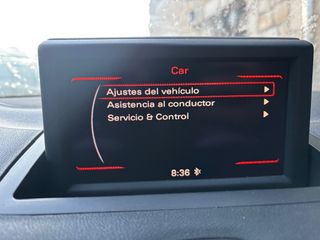 Car
Ajustes del vehículo
Asistencia al conductor
Servicio & Control
8:36